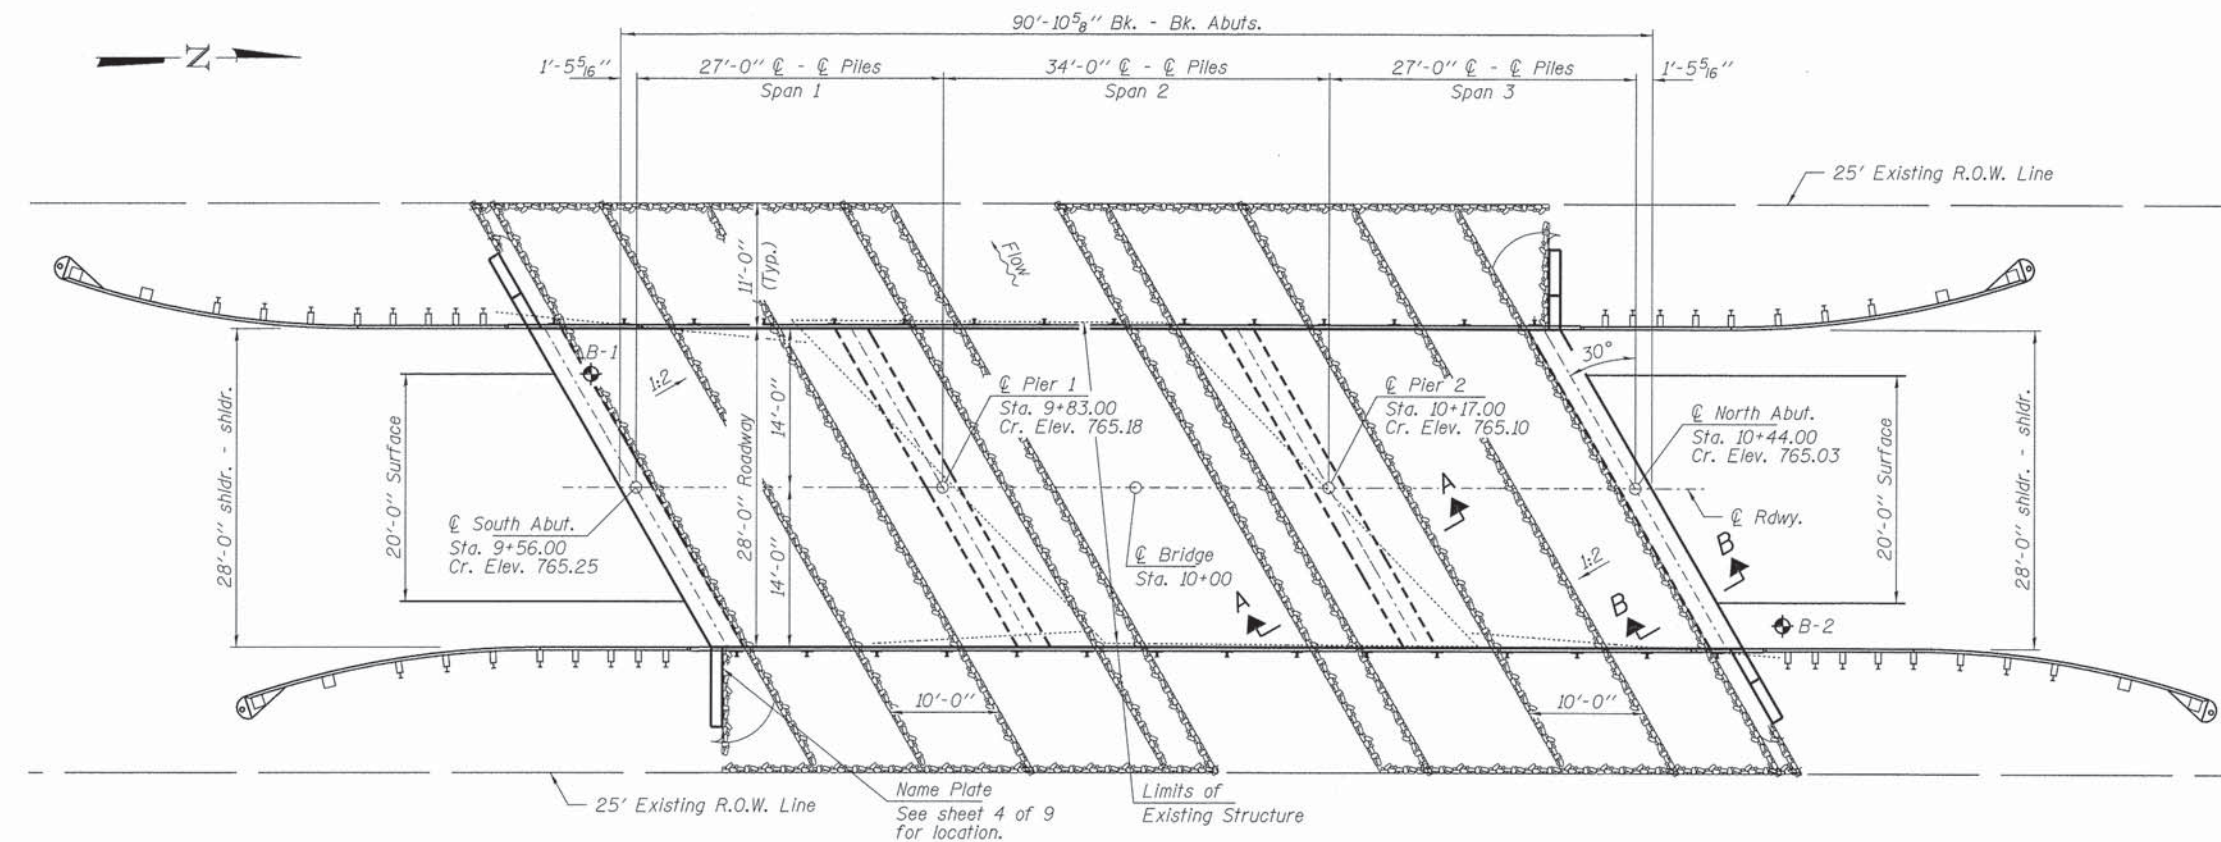 90'-10 5/8" Bk. - Bk. Abuts.
N
1'-5 5/16"
27'-0" ℄ - ℄ Piles
34'-0" ℄ - ℄ Piles
27'-0" ℄ - ℄ Piles
1'-5 5/16"
Span 1
Span 2
Span 3
25' Existing R.O.W. Line
11'-0"
(Typ.)
Flow
B-1
1:2
30°
28'-0" shldr. - shldr.
20'-0" Surface
28'-0" Roadway
14'-0"
14'-0"
℄ Pier 1
Sta. 9+83.00
Cr. Elev. 765.18
℄ Pier 2
Sta. 10+17.00
Cr. Elev. 765.10
℄ North Abut.
Sta. 10+44.00
Cr. Elev. 765.03
20'-0" Surface
28'-0" shldr. - shldr.
℄ South Abut.
Sta. 9+56.00
Cr. Elev. 765.25
℄ Bridge
Sta. 10+00
A
A
℄ Rdwy.
B
B
1:2
B-2
10'-0"
10'-0"
25' Existing R.O.W. Line
Name Plate
See sheet 4 of 9
for location.
Limits of
Existing Structure